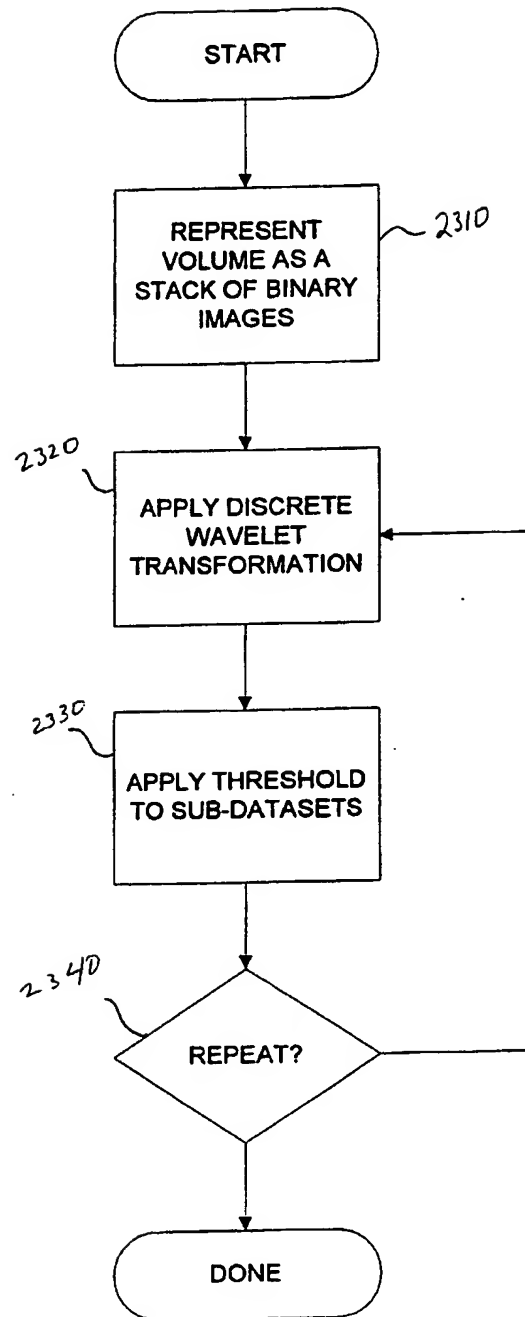 START
REPRESENT
VOLUME AS A
STACK OF BINARY
IMAGES
2310
2320
APPLY DISCRETE
WAVELET
TRANSFORMATION
2330
APPLY THRESHOLD
TO SUB-DATASETS
2340
REPEAT?
DONE